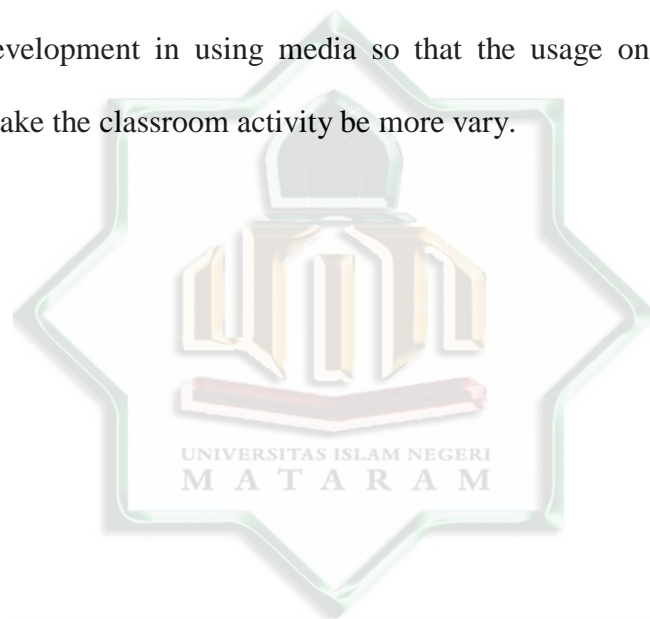 evelopment in using media so that the usage on
ake the classroom activity be more vary.
UNIVERSITAS ISLAM NEGERI
MATARAM